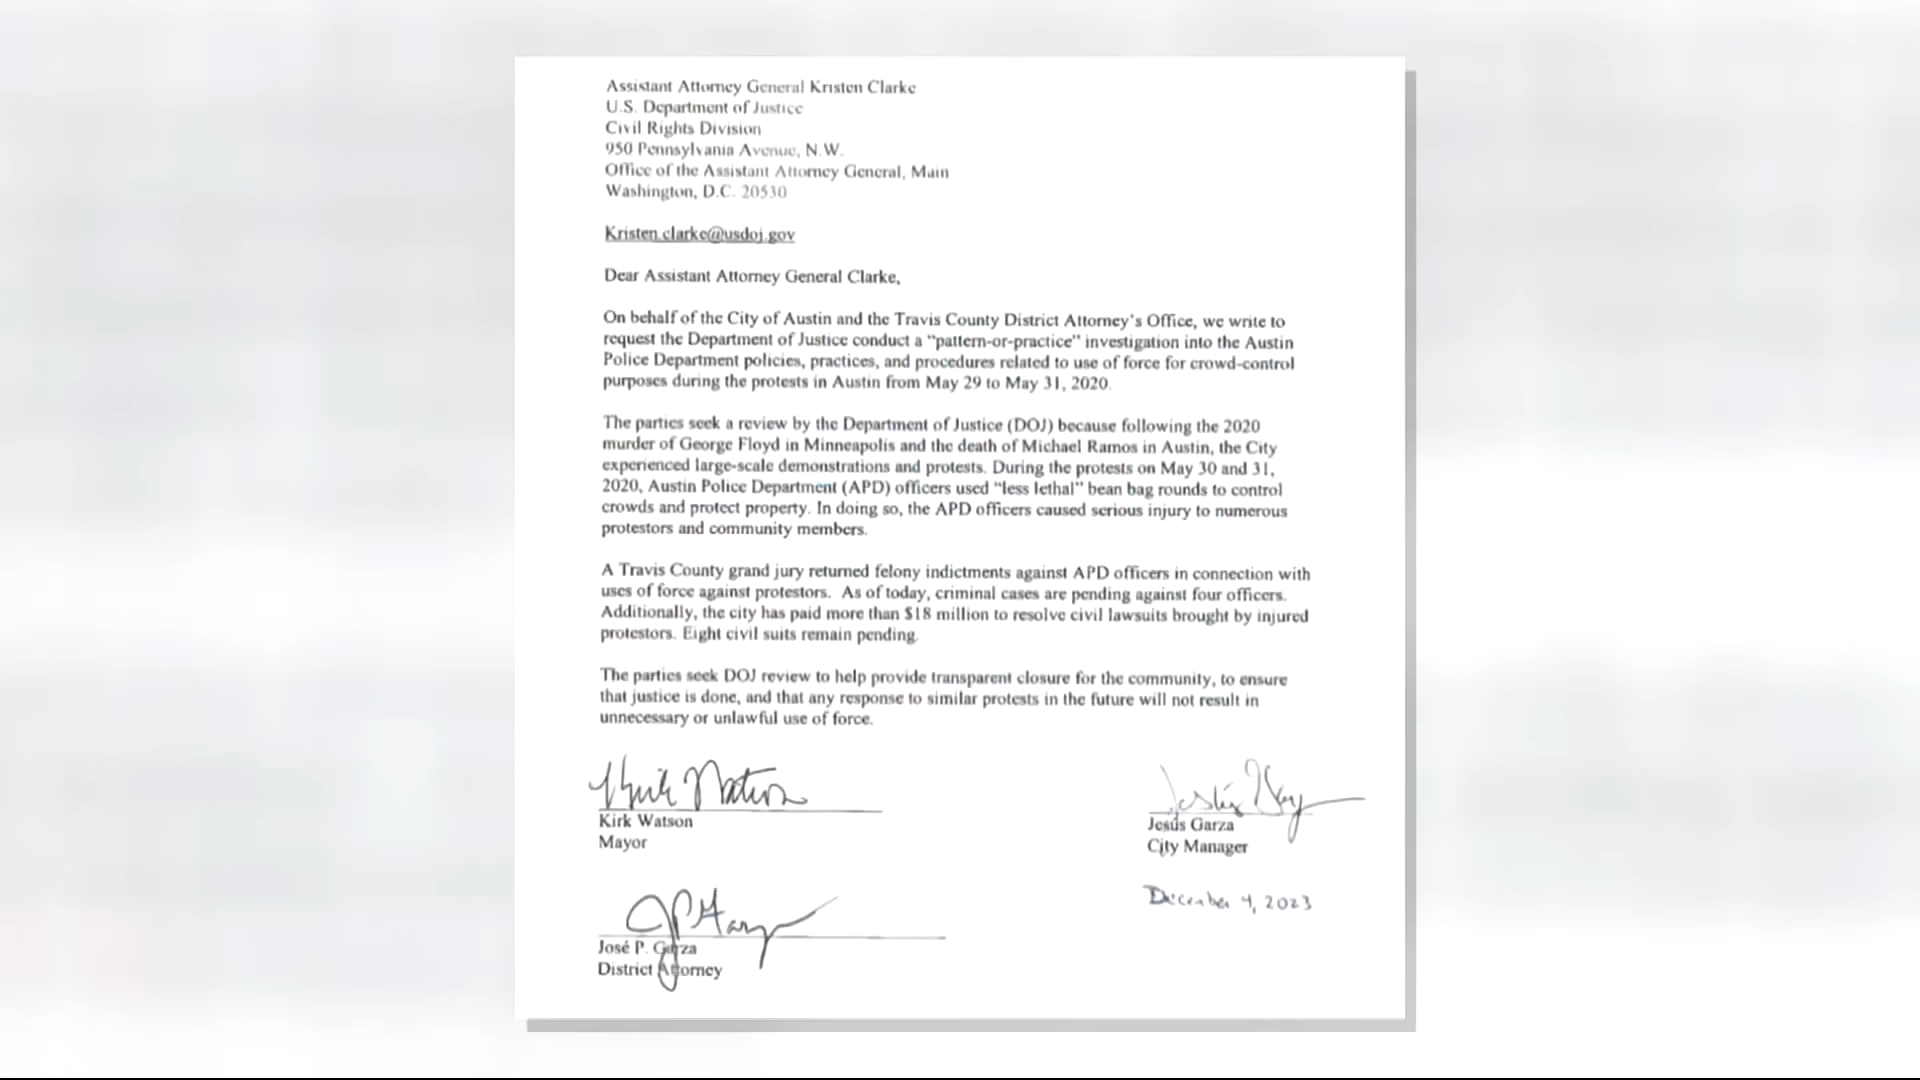 Assistant Attorney General Kristen Clarke
U.S. Department of Justice
Civil Rights Division
950 Pennsylvania Avenue, N.W.
Office of the Assistant Attorney General, Main
Washington, D.C. 20530
Kristen.clarke@usdoj.gov
Dear Assistant Attorney General Clarke,
On behalf of the City of Austin and the Travis County District Attorney's Office, we write to
request the Department of Justice conduct a "pattern-or-practice" investigation into the Austin
Police Department policies, practices, and procedures related to use of force for crowd-control
purposes during the protests in Austin from May 29 to May 31, 2020.
The parties seek a review by the Department of Justice (DOJ) because following the 2020
murder of George Floyd in Minneapolis and the death of Michael Ramos in Austin, the City
experienced large-scale demonstrations and protests. During the protests on May 30 and 31,
2020, Austin Police Department (APD) officers used "less lethal" bean bag rounds to control
crowds and protect property. In doing so, the APD officers caused serious injury to numerous
protestors and community members.
A Travis County grand jury returned felony indictments against APD officers in connection with
uses of force against protestors. As of today, criminal cases are pending against four officers.
Additionally, the city has paid more than $18 million to resolve civil lawsuits brought by injured
protestors. Eight civil suits remain pending.
The parties seek DOJ review to help provide transparent closure for the community, to ensure
that justice is done, and that any response to similar protests in the future will not result in
unnecessary or unlawful use of force.
Kirk Watson
Kirk Watson
Mayor
Jesús Garza
City Manager
December 4, 2023
JP Garza
José P. Garza
District Attorney